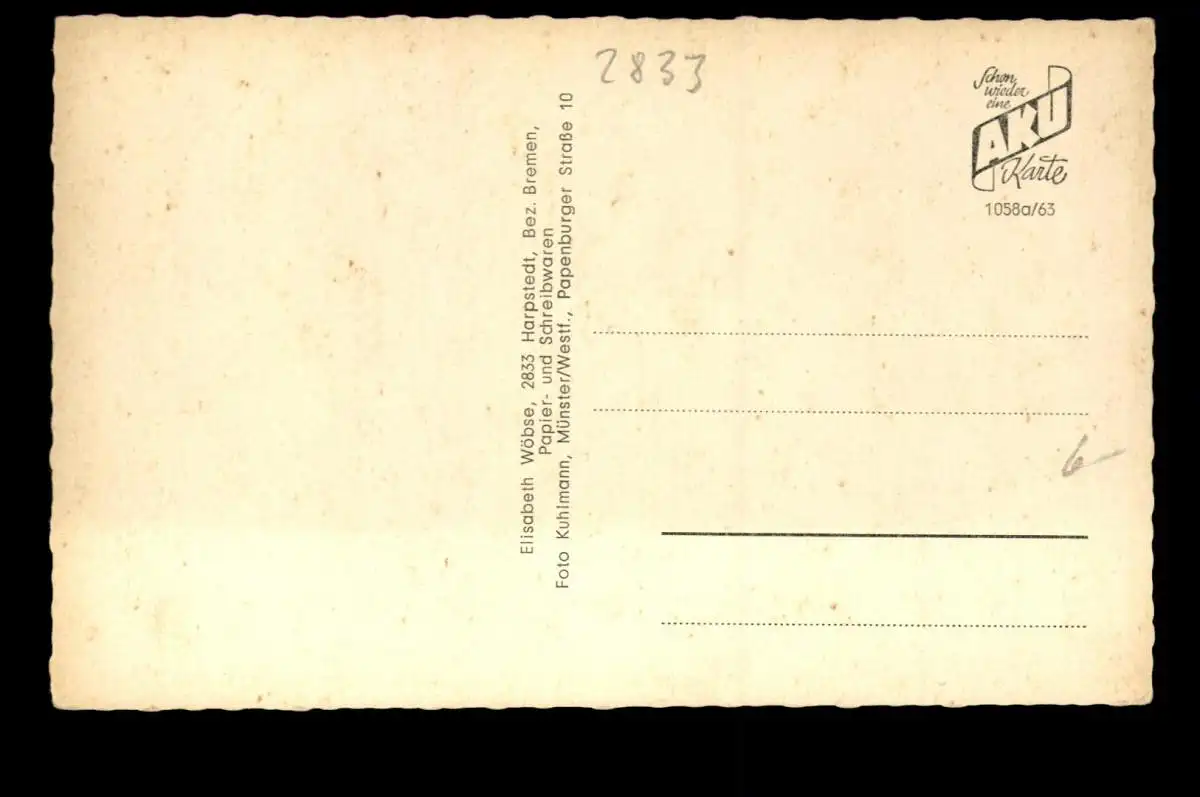 2833
Schon
wieder
eine
AKU
Karte
1058a/63
Elisabeth Wöbse, 2833 Harpstedt, Bez. Bremen,
Papier- und Schreibwaren
Foto Kuhlmann, Münster/Westf., Papenburger Straße 10
6-